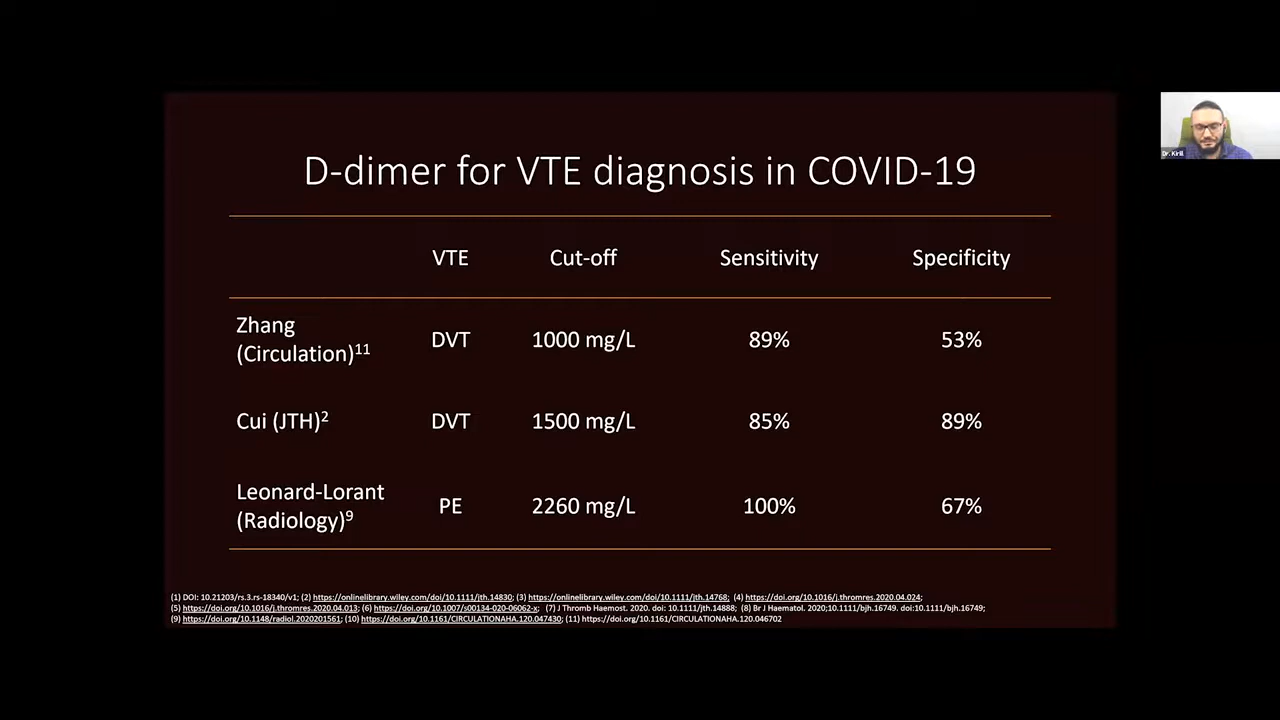 D-dimer for VTE diagnosis in COVID-19
VTE Cut-off Sensitivity Specificity
Zhang
(Circulation)¹¹ DVT 1000 mg/L 89% 53%
Cui (JTH)² DVT 1500 mg/L 85% 89%
Leonard-Lorant
(Radiology)⁹ PE 2260 mg/L 100% 67%
(1) DOI: 10.21203/rs.3.rs-18340/v1; (2) https://onlinelibrary.wiley.com/doi/10.1111/jth.14830; (3) https://onlinelibrary.wiley.com/doi/10.1111/jth.14768; (4) https://doi.org/10.1016/j.thromres.2020.04.024;
(5) https://doi.org/10.1016/j.thromres.2020.04.013; (6) https://doi.org/10.1007/s00134-020-06062-x; (7) J Thromb Haemost. 2020. doi: 10.1111/jth.14888; (8) Br J Haematol. 2020;10.1111/bjh.16749. doi:10.1111/bjh.16749;
(9) https://doi.org/10.1148/radiol.2020201561; (10) https://doi.org/10.1161/CIRCULATIONAHA.120.047430; (11) https://doi.org/10.1161/CIRCULATIONAHA.120.046702
Dr. Kirill